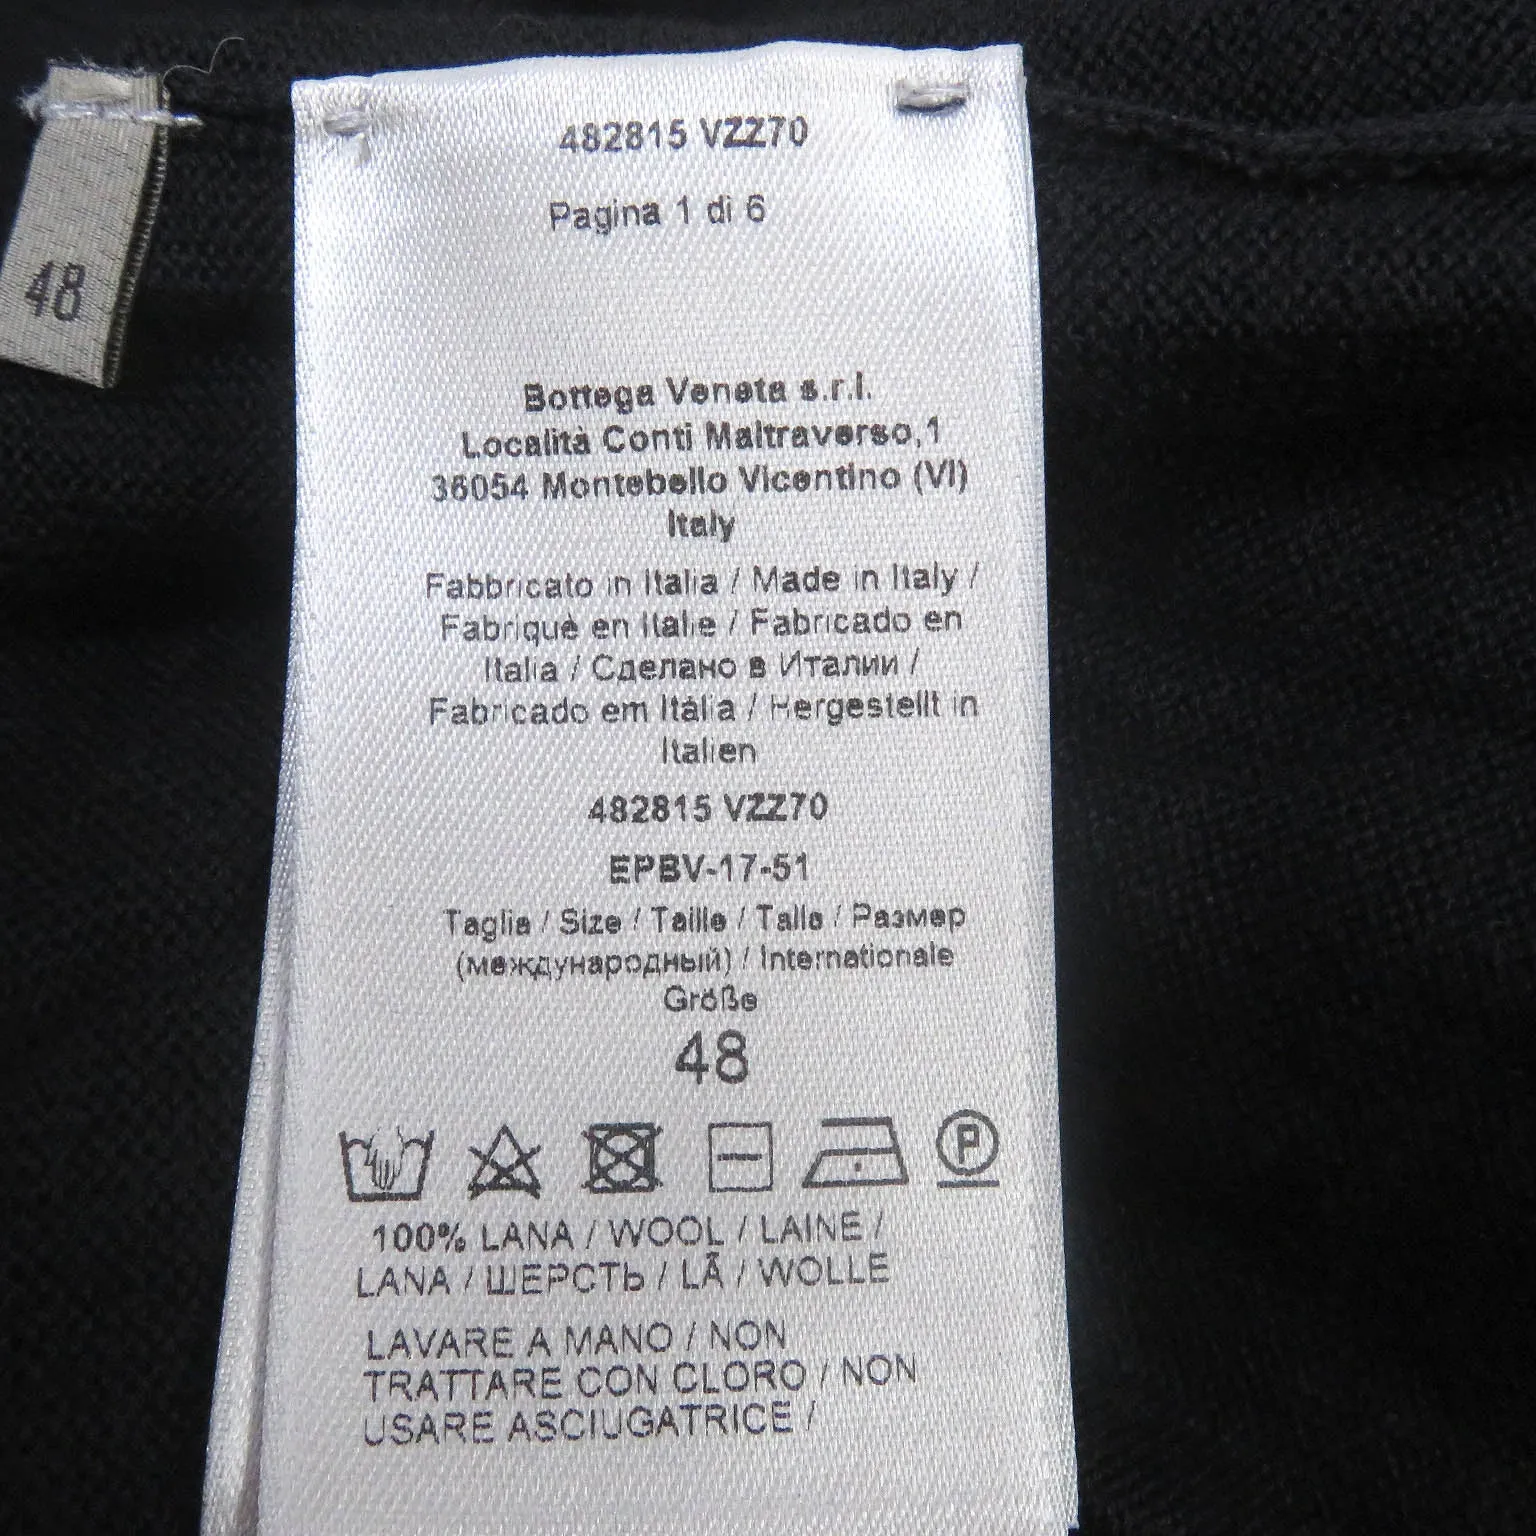 482815 VZZ70
Pagina 1 di 6
48
Bottega Veneta s.r.l.
Località Conti Maltraverso,1
36054 Montebello Vicentino (VI)
Italy
Fabbricato in Italia / Made in Italy /
Fabriquè en Italie / Fabricado en
Italia / Сделано в Италии /
Fabricado em Itália / Hergestellt in
Italien
482815 VZZ70
EPBV-17-51
Taglia / Size / Taille / Talla / Размер
(международный) / Internationale
Größe
48
P
100% LANA / WOOL / LAINE /
LANA / ШЕРСТЬ / LÃ / WOLLE
LAVARE A MANO / NON
TRATTARE CON CLORO / NON
USARE ASCIUGATRICE /